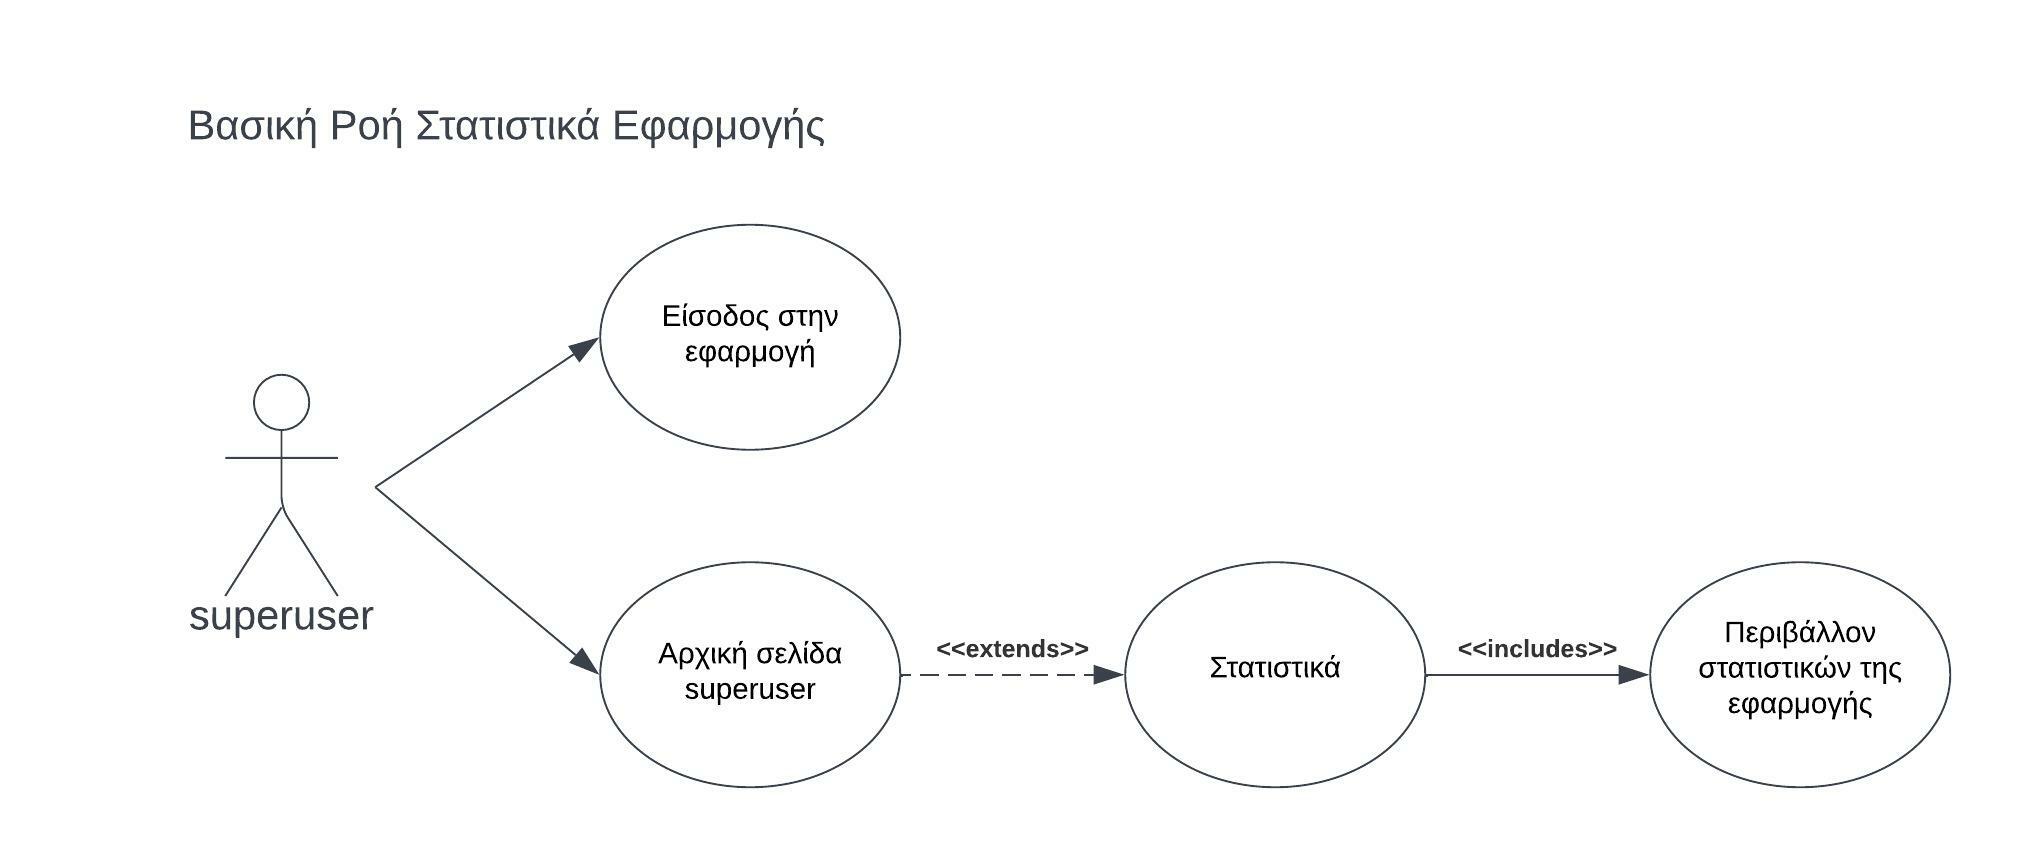 Βασική Ροή Στατιστικά Εφαρμογής
Είσοδος στην
εφαρμογή
superuser
Αρχική σελίδα
superuser
<<extends>>
Στατιστικά
<<includes>>
Περιβάλλον
στατιστικών της
εφαρμογής